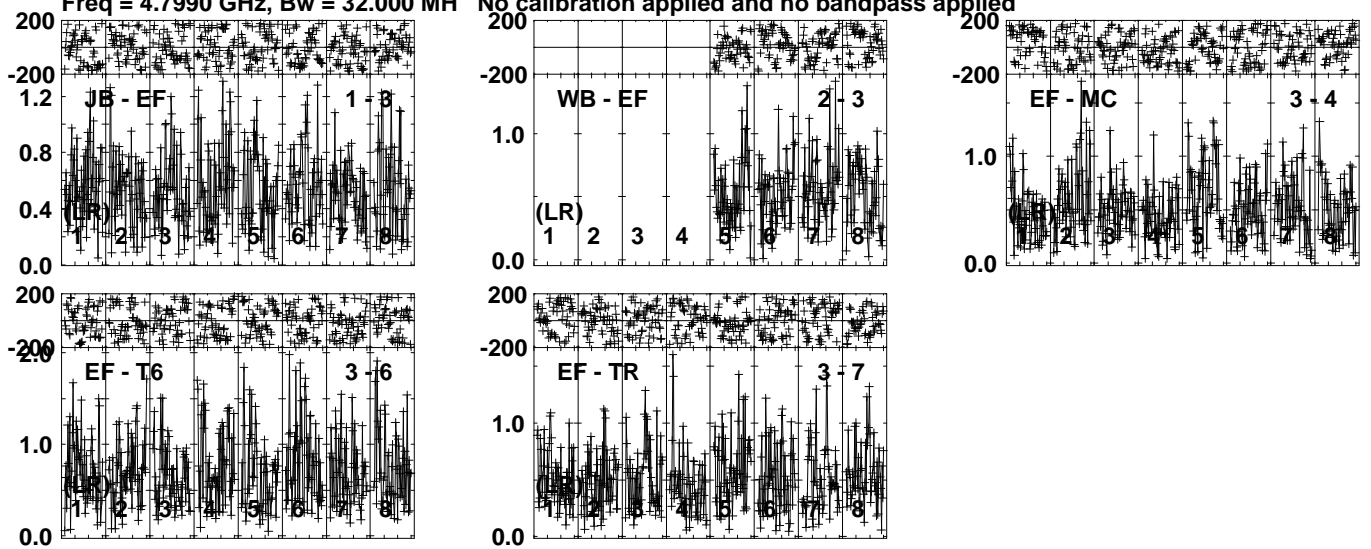 Freq = 4.7990 GHz, Bw = 32.000 MH No calibration applied and no bandpass applied
200
-200
1.2
0.8
0.4
0.0
JB - EF
1 - 3
(LR)
1 2 3 4 5 6 7 8
200
-200
1.0
0.0
WB - EF
2 - 3
(LR)
1 2 3 4 5 6 7 8
200
-200
1.0
0.0
EF - MC
3 - 4
(LR)
1 2 3 4 5 6 7 8
200
-200
2.0
1.0
0.0
EF - T6
3 - 6
(LR)
1 2 3 4 5 6 7 8
200
-200
1.0
0.0
EF - TR
3 - 7
(LR)
1 2 3 4 5 6 7 8